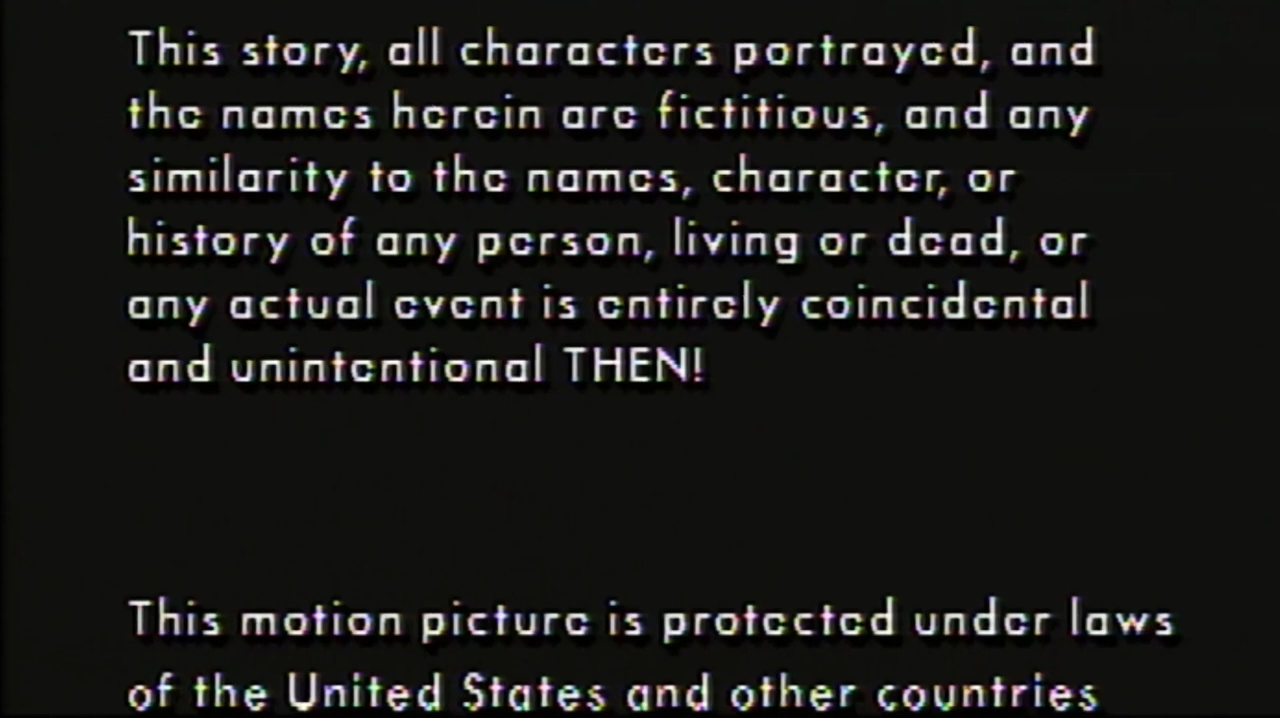 This story, all characters portrayed, and
the names herein are fictitious, and any
similarity to the names, character, or
history of any person, living or dead, or
any actual event is entirely coincidental
and unintentional THEN!
This motion picture is protected under laws
of the United States and other countries